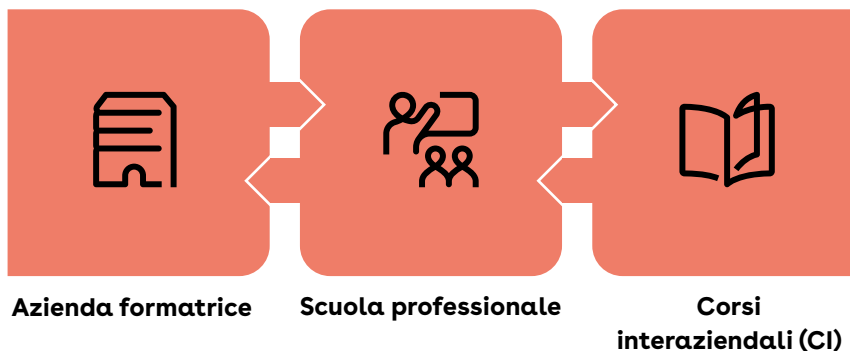 Azienda formatrice
Scuola professionale
Corsi
interaziendali (CI)